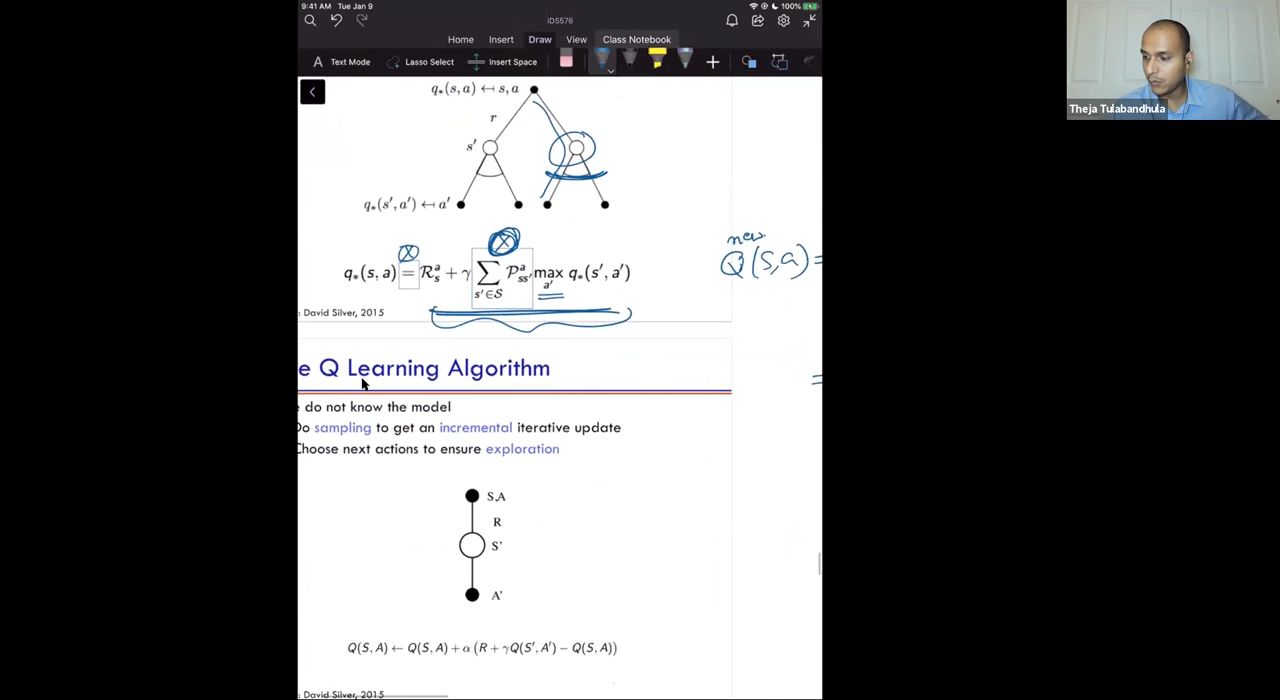 9:41 AM Tue Jan 9
100%
IDS576
Home Insert Draw View Class Notebook
A Text Mode Lasso Select Insert Space
Theja Tulabandhula
q*(s, a) ↤ s, a
r
s′
q*(s′, a′) ↤ a′
new
Q(s,a) =
q*(s, a) = R^a_s + γ ∑_{s′∈S} P^a_{ss′} max_{a′} q*(s′, a′)
: David Silver, 2015
e Q Learning Algorithm
=
e do not know the model
Do sampling to get an incremental iterative update
Choose next actions to ensure exploration
S,A
R
S'
A'
Q(S, A) ← Q(S, A) + α (R + γQ(S′, A′) − Q(S, A))
: David Silver, 2015